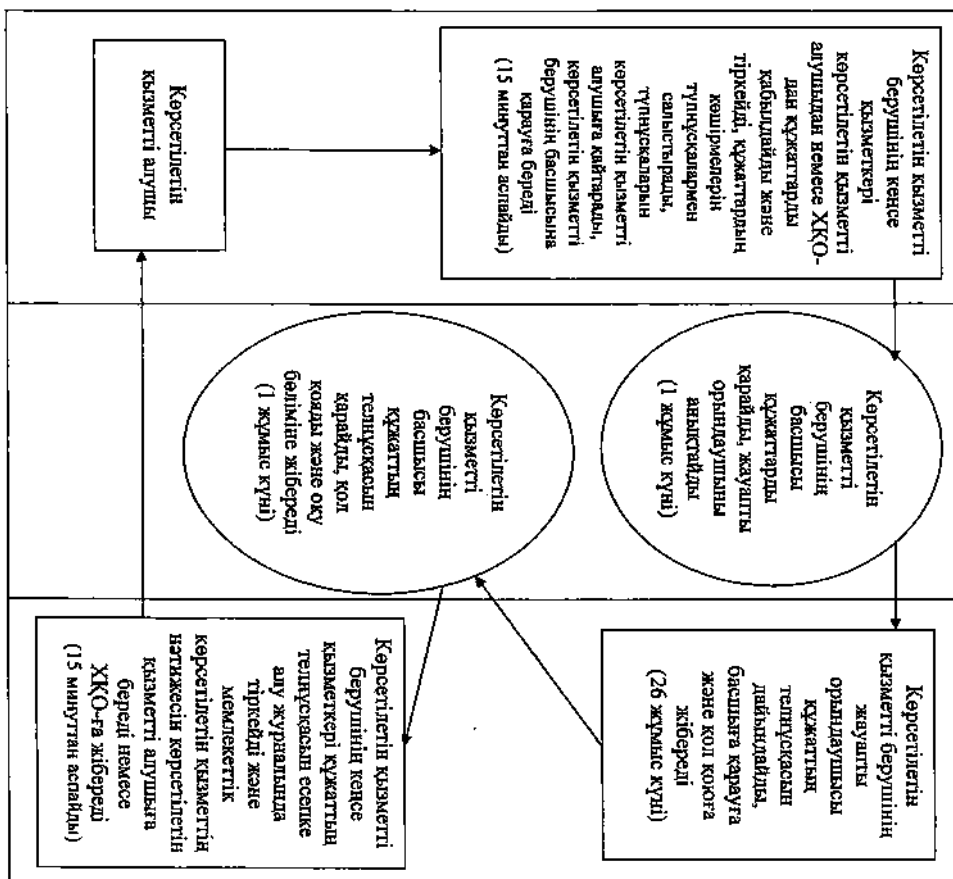 Көрсетілетін
қызметті алушы
Көрсетілетін қызметті
берушінің кеңсе
қызметкері
көрсетілетін қызметті
алушыдан немесе ХҚО-
дан құжаттарды
қабылдайды және
тіркейді, құжаттардың
көшірмелерін
түпнұсқалармен
салыстырады,
түпнұсқаларын
көрсетілетін қызметті
алушыға қайтарады,
көрсетілетін қызметті
берушінің басшысына
қарауға береді
(15 минуттан аспайды)
Көрсетілетін
қызметті
берушінің
басшысы
құжаттарды
қарайды, жауапты
орындаушыны
анықтайды
(1 жұмыс күні)
Көрсетілетін
қызметті берушінің
жауапты
орындаушысы
құжаттың
телнұсқасын
дайындайды,
басшыға қарауға
және қол қоюға
жібереді
(26 жұмыс күні)
Көрсетілетін
қызметті
берушінің
басшысы
құжаттың
телнұсқасын
қарайды, қол
қояды және оқу
бөліміне жібереді
(1 жұмыс күні)
Көрсетілетін қызметті
берушінің кеңсе
қызметкері құжаттың
телнұсқасын есепке
алу журналында
тіркейді және
мемлекеттік
көрсетілетін қызметтің
нәтижесін көрсетілетін
қызметті алушыға
береді немесе
ХҚО-ға жібереді
(15 минуттан аспайды)